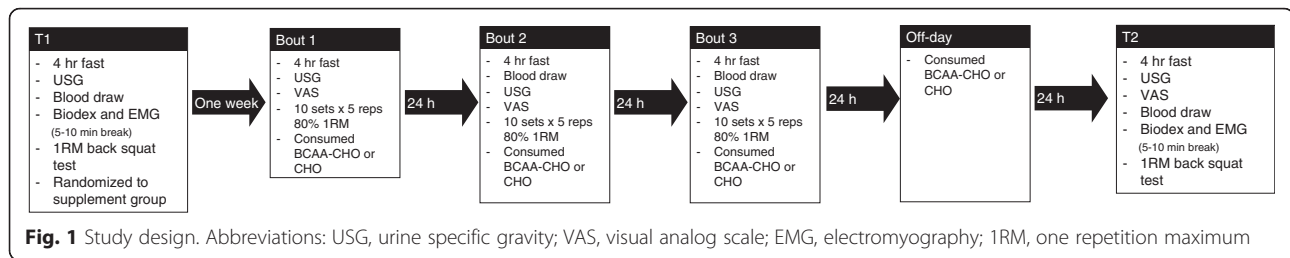 T1
- 4 hr fast
- USG
- Blood draw
- Biodex and EMG
(5-10 min break)
- 1RM back squat
test
- Randomized to
supplement group
One week
Bout 1
- 4 hr fast
- USG
- VAS
- 10 sets x 5 reps
80% 1RM
- Consumed
BCAA-CHO or
CHO
24 h
Bout 2
- 4 hr fast
- Blood draw
- USG
- VAS
- 10 sets x 5 reps
80% 1RM
- Consumed
BCAA-CHO or
CHO
24 h
Bout 3
- 4 hr fast
- Blood draw
- USG
- VAS
- 10 sets x 5 reps
80% 1RM
- Consumed
BCAA-CHO or
CHO
24 h
Off-day
- Consumed
BCAA-CHO or
CHO
24 h
T2
- 4 hr fast
- USG
- VAS
- Blood draw
- Biodex and EMG
(5-10 min break)
- 1RM back squat
test
Fig. 1 Study design. Abbreviations: USG, urine specific gravity; VAS, visual analog scale; EMG, electromyography; 1RM, one repetition maximum